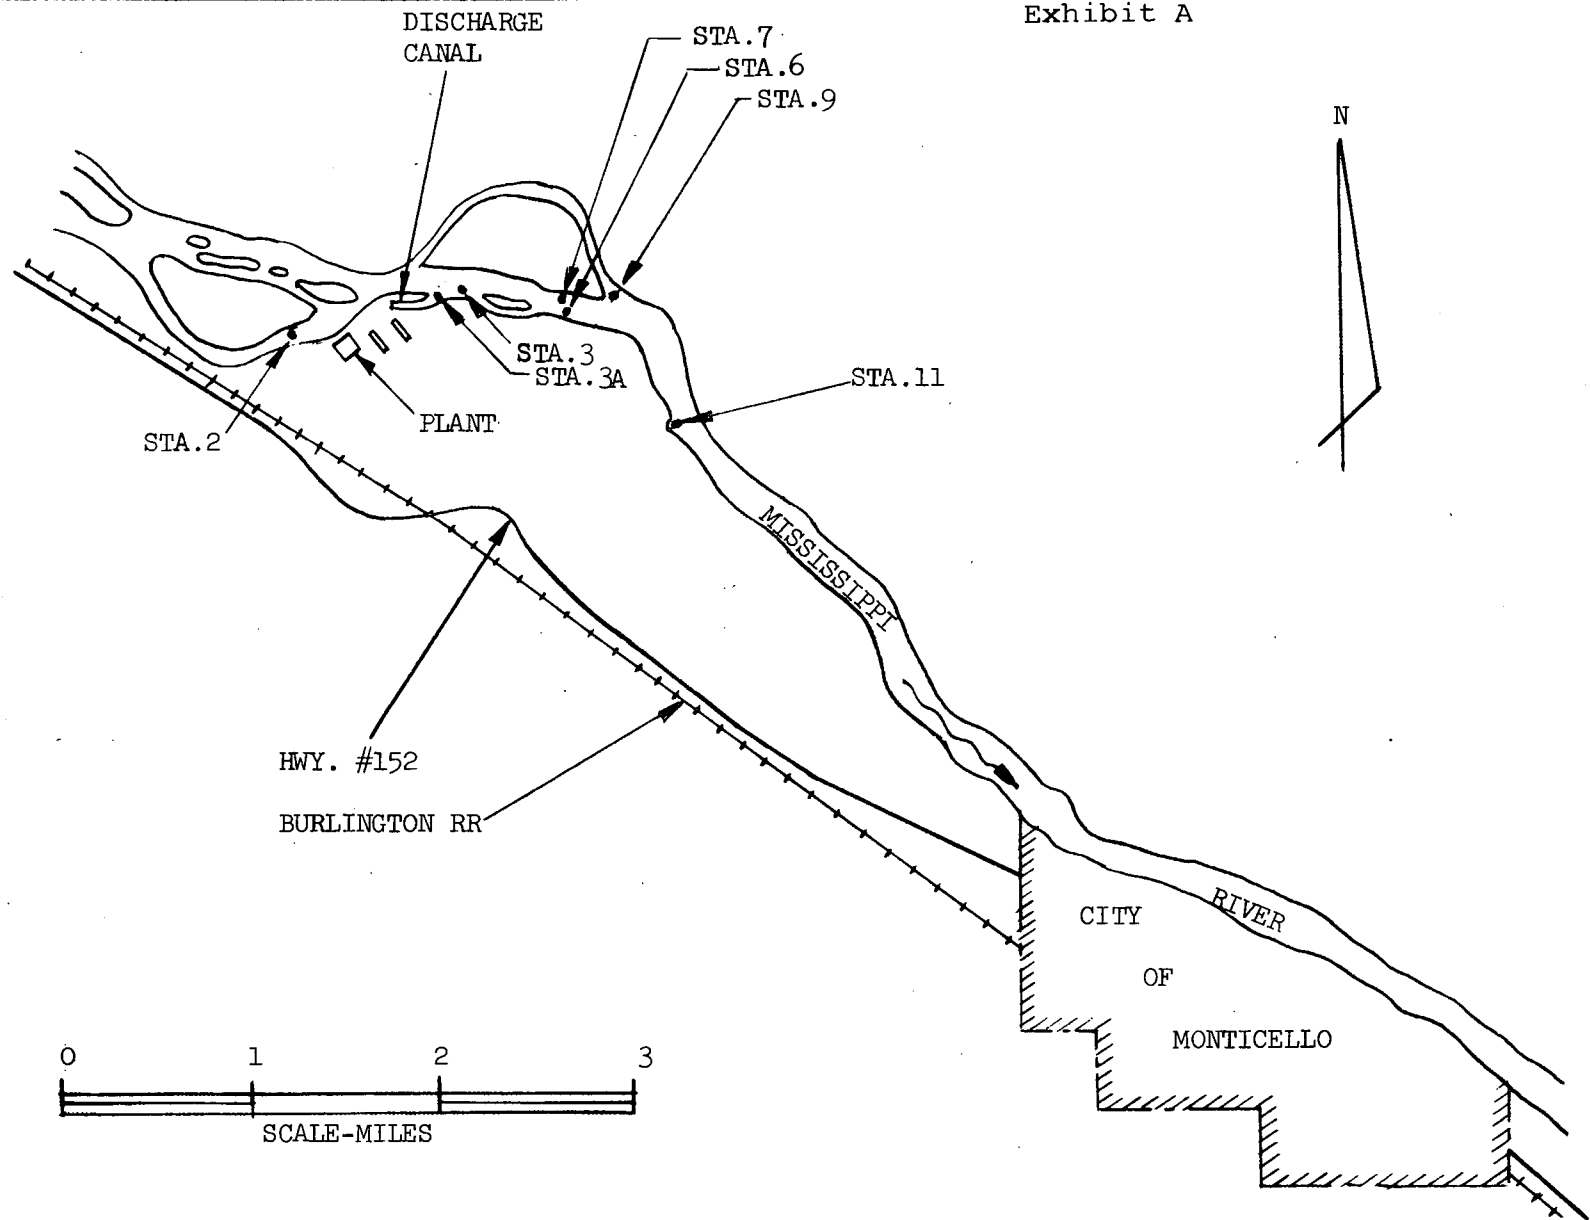 Exhibit A
DISCHARGE
CANAL
STA.7
STA.6
STA.9
N
STA.3
STA.3A
STA.11
PLANT
STA.2
MISSISSIPPI
HWY. #152
BURLINGTON RR
CITY
RIVER
OF
MONTICELLO
0 1 2 3
SCALE-MILES